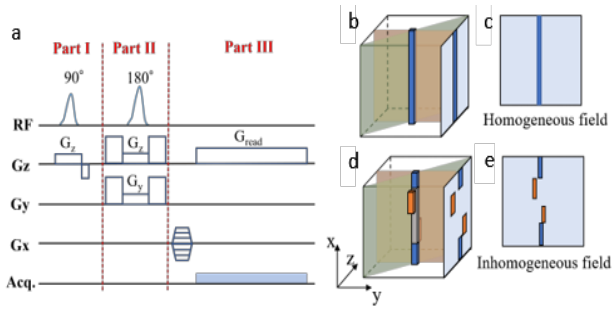 a
Part I Part II Part III
90° 180°
RF
Gz Gz Gz Gread
Gy Gy
Gx
Acq.
b
c
Homogeneous field
d
e
x
z
y
Inhomogeneous field